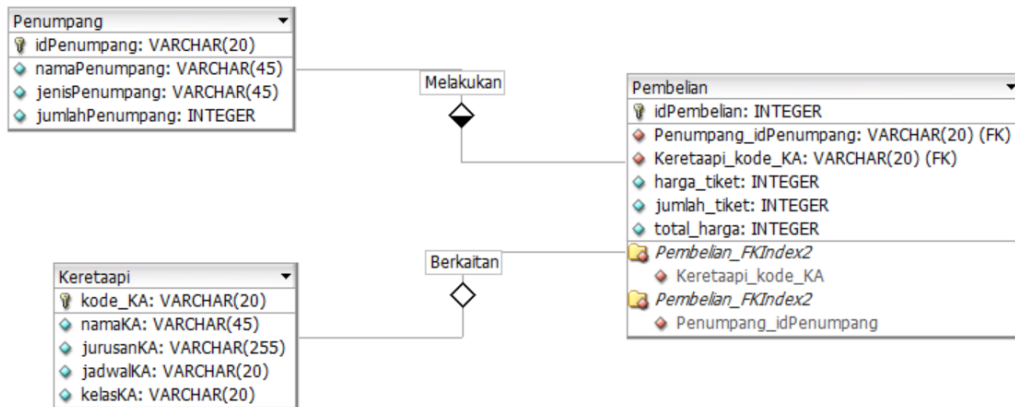 Penumpang
idPenumpang: VARCHAR(20)
namaPenumpang: VARCHAR(45)
jenisPenumpang: VARCHAR(45)
jumlahPenumpang: INTEGER
Melakukan
Pembelian
idPembelian: INTEGER
Penumpang_idPenumpang: VARCHAR(20) (FK)
Keretaapi_kode_KA: VARCHAR(20) (FK)
harga_tiket: INTEGER
jumlah_tiket: INTEGER
total_harga: INTEGER
Pembelian_FKIndex2
Keretaapi_kode_KA
Pembelian_FKIndex2
Penumpang_idPenumpang
Berkaitan
Keretaapi
kode_KA: VARCHAR(20)
namaKA: VARCHAR(45)
jurusanKA: VARCHAR(255)
jadwalKA: VARCHAR(20)
kelasKA: VARCHAR(20)